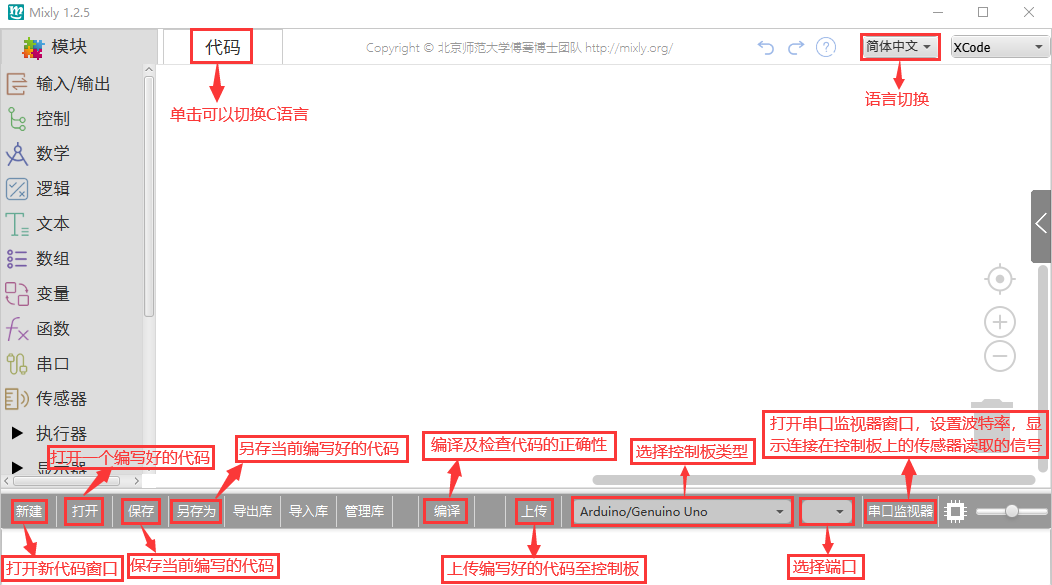 Mixly 1.2.5
模块
代码
Copyright © 北京师范大学傅骞博士团队 http://mixly.org/
?
简体中文
XCode
单击可以切换C语言
语言切换
输入/输出
控制
数学
逻辑
文本
数组
变量
函数
串口
传感器
执行器
显示器
打开一个编写好的代码
另存当前编写好的代码
编译及检查代码的正确性
选择控制板类型
打开串口监视器窗口，设置波特率，显
示连接在控制板上的传感器读取的信号
新建
打开
保存
另存为
导出库
导入库
管理库
编译
上传
Arduino/Genuino Uno
串口监视器
打开新代码窗口
保存当前编写的代码
上传编写好的代码至控制板
选择端口